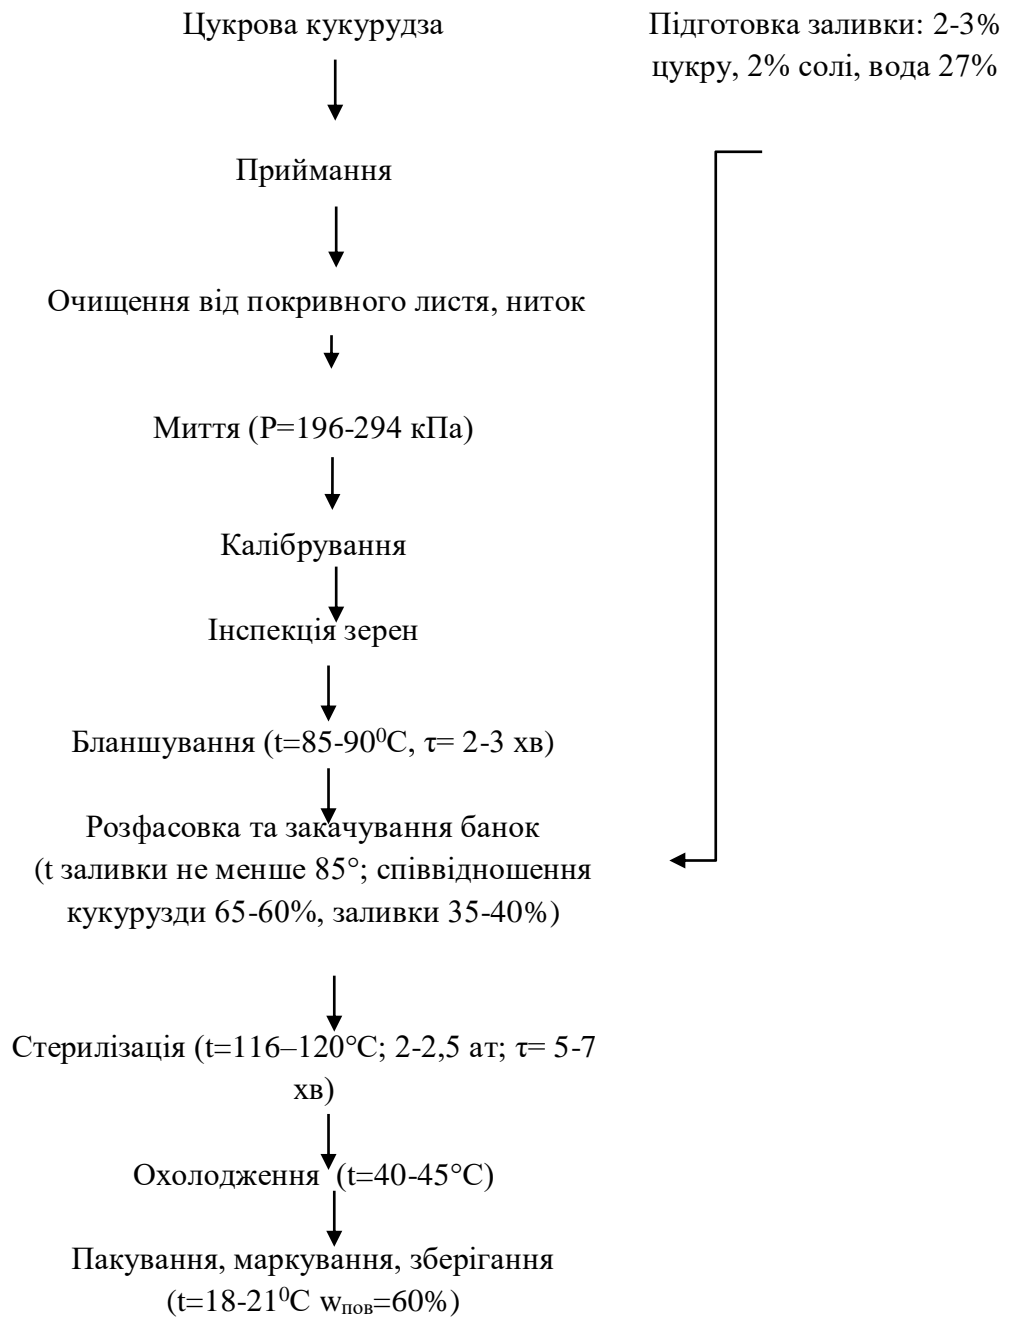 Цукрова кукурудза
Підготовка заливки: 2-3%
цукру, 2% солі, вода 27%
Приймання
Очищення від покривного листя, ниток
Миття (P=196-294 кПа)
Калібрування
Інспекція зерен
Бланшування (t=85-90⁰С, τ= 2-3 хв)
Розфасовка та закачування банок
(t заливки не менше 85°; співвідношення
кукурузди 65-60%, заливки 35-40%)
Стерилізація (t=116–120°С; 2-2,5 ат; τ= 5-7
хв)
Охолодження (t=40-45°С)
Пакування, маркування, зберігання
(t=18-21⁰С wпов=60%)